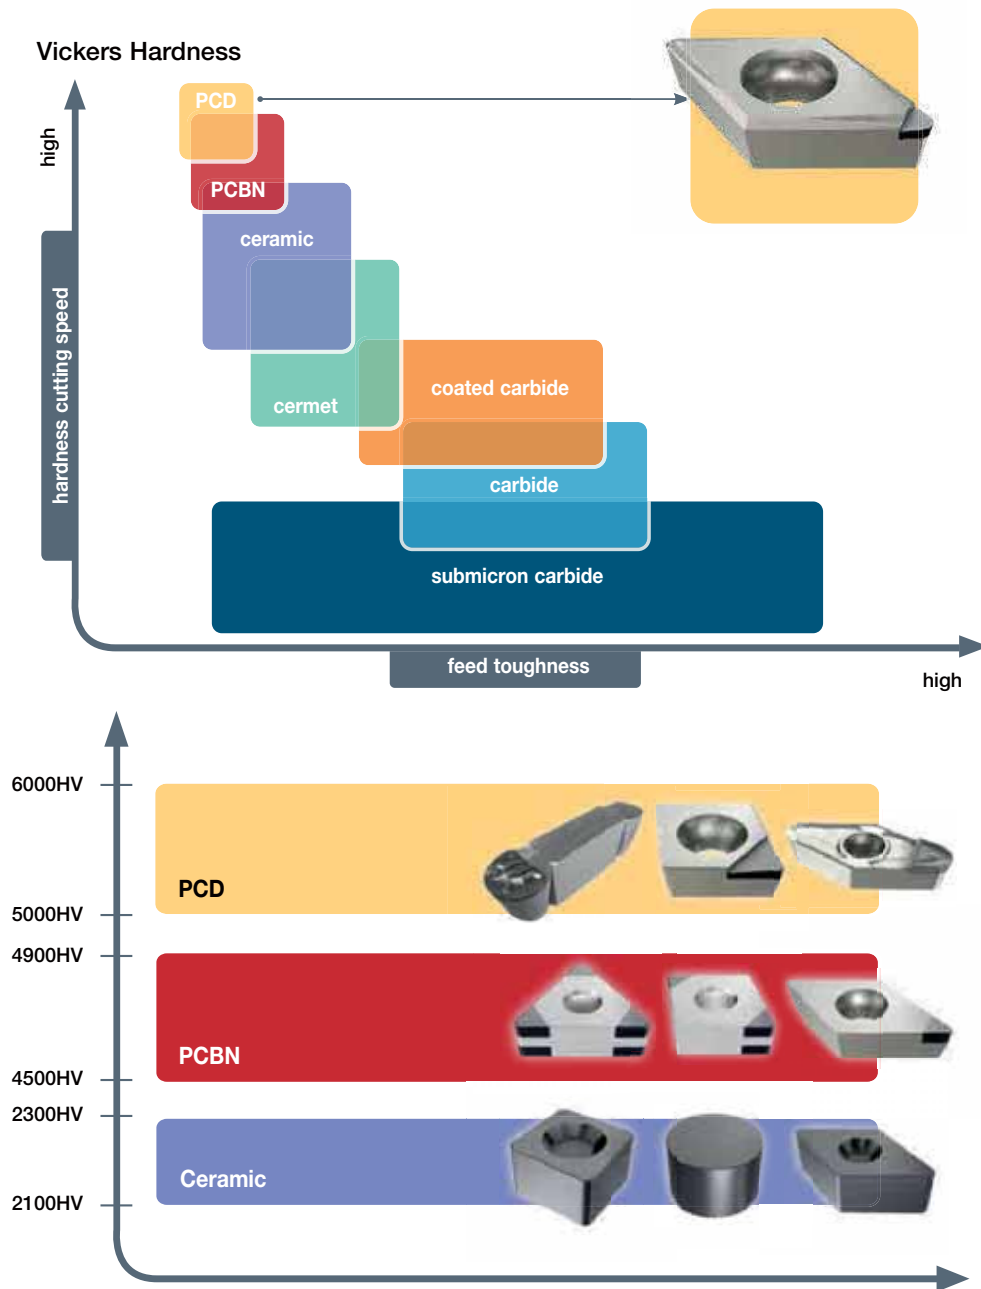 Vickers Hardness
PCD
high
PCBN
ceramic
hardness cutting speed
coated carbide
cermet
carbide
submicron carbide
feed toughness
high
6000HV
PCD
5000HV
4900HV
PCBN
4500HV
2300HV
Ceramic
2100HV